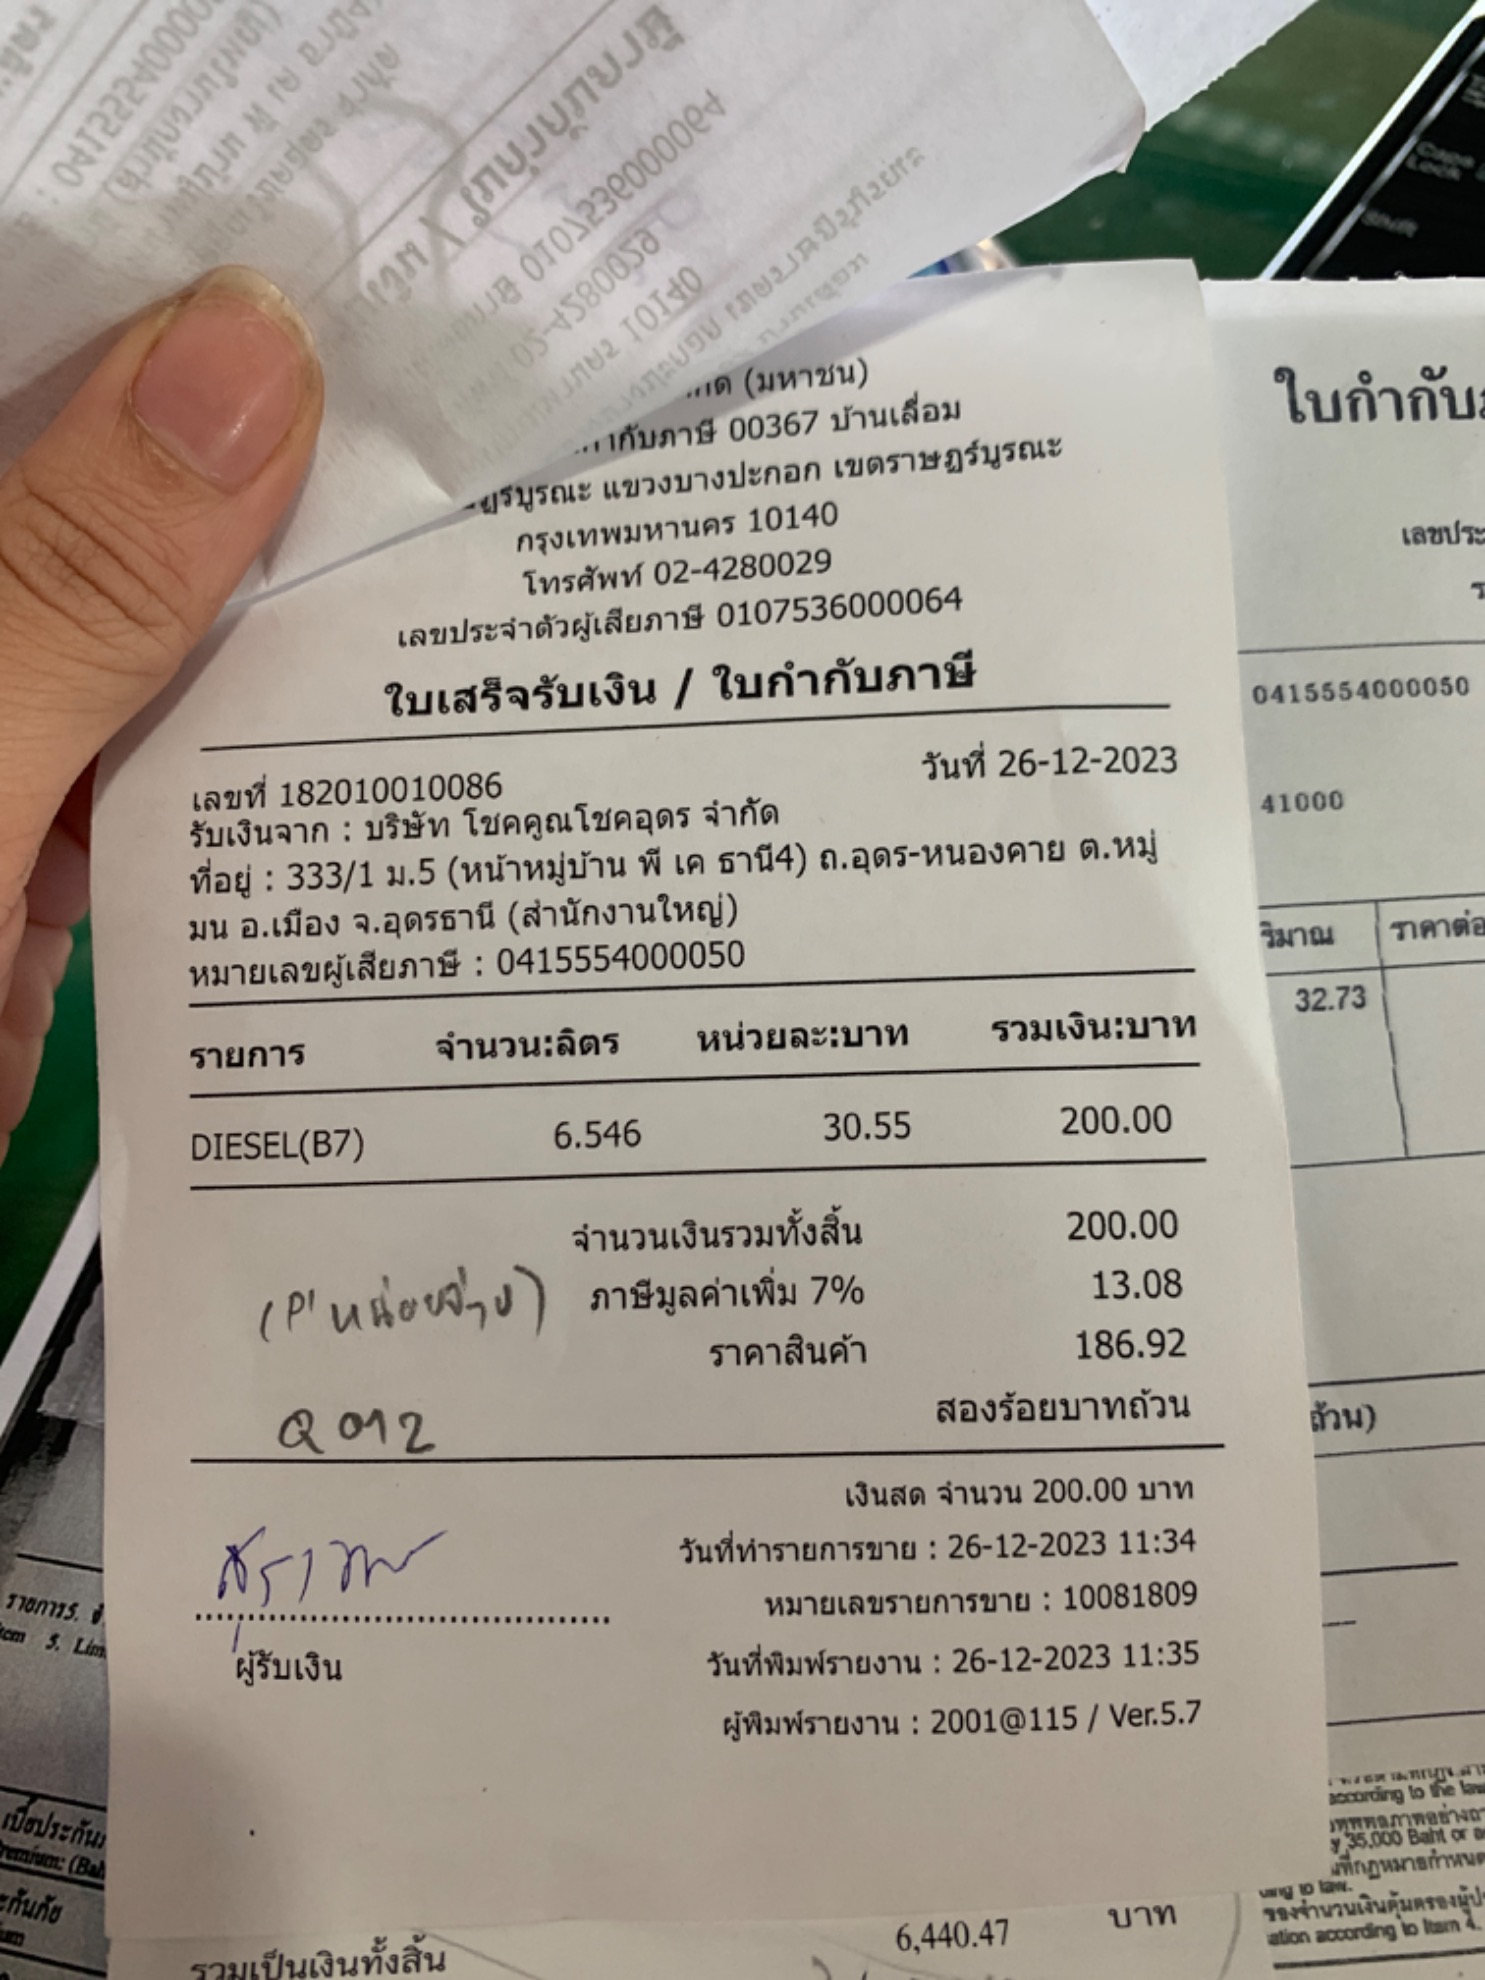 (มหาชน)
00367 บ้านเลื่อม
แขวงบางปะกอก เขตราษฎร์บูรณะ
กรุงเทพมหานคร 10140
โทรศัพท์ 02-4280029
เลขประจำตัวผู้เสียภาษี 0107536000064
ใบเสร็จรับเงิน / ใบกำกับภาษี
เลขที่ 182010010086 วันที่ 26-12-2023
รับเงินจาก : บริษัท โชคคูณโชคอุดร จำกัด
ที่อยู่ : 333/1 ม.5 (หน้าหมู่บ้าน พี เค ธานี4) ถ.อุดร-หนองคาย ต.หมู่
มน อ.เมือง จ.อุดรธานี (สำนักงานใหญ่)
หมายเลขผู้เสียภาษี : 0415554000050
รายการ จำนวน:ลิตร หน่วยละ:บาท รวมเงิน:บาท
DIESEL(B7) 6.546 30.55 200.00
จำนวนเงินรวมทั้งสิ้น 200.00
(P' หน่อยจ่าย) ภาษีมูลค่าเพิ่ม 7% 13.08
ราคาสินค้า 186.92
Q 012 สองร้อยบาทถ้วน
เงินสด จำนวน 200.00 บาท
วันที่ทำรายการขาย : 26-12-2023 11:34
หมายเลขรายการขาย : 10081809
ผู้รับเงิน วันที่พิมพ์รายงาน : 26-12-2023 11:35
ผู้พิมพ์รายงาน : 2001@115 / Ver.5.7
0415554000050
41000
32.73
according to the
35,000 Baht or
to law.
according to Item 4.
รวมเป็นเงินทั้งสิ้น 6,440.47 บาท